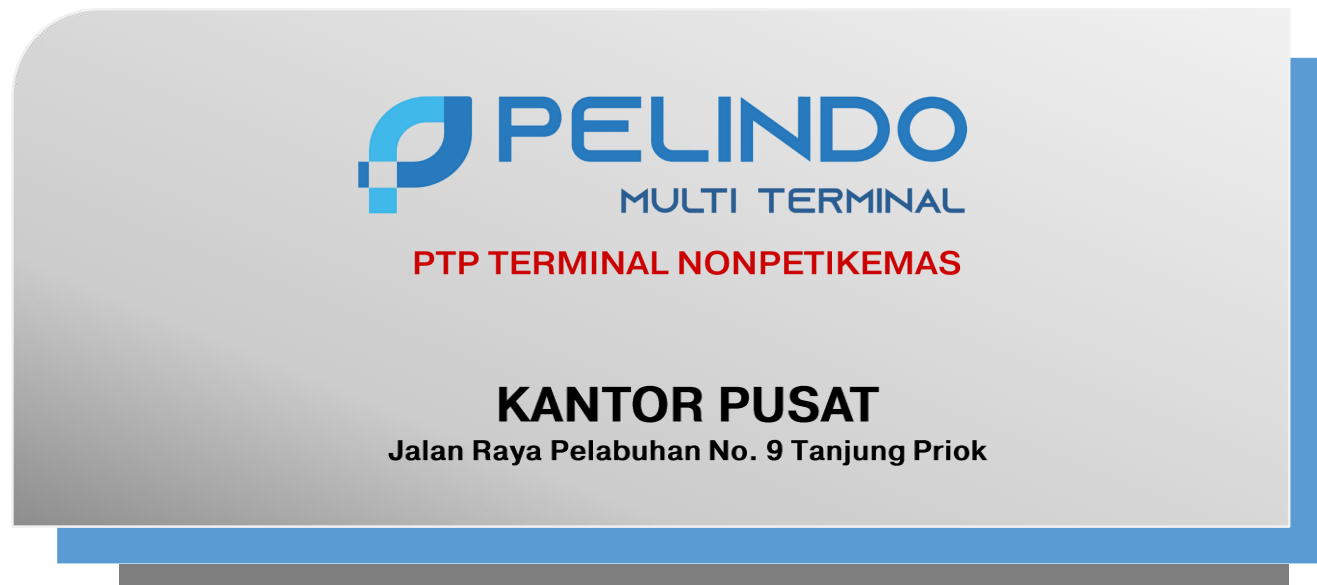 PELINDO
MULTI TERMINAL
PTP TERMINAL NONPETIKEMAS
KANTOR PUSAT
Jalan Raya Pelabuhan No. 9 Tanjung Priok